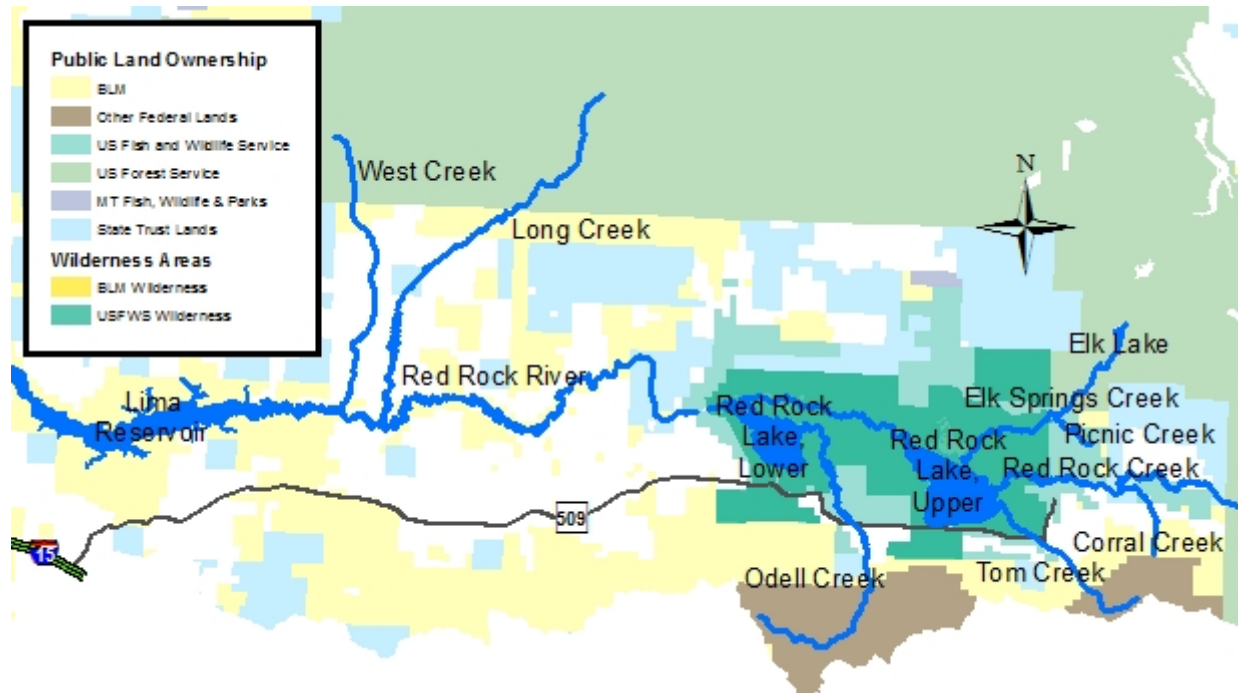 Public Land Ownership
BLM
Other Federal Lands
US Fish and Wildlife Service
US Forest Service
MT Fish, Wildlife & Parks
State Trust Lands
Wilderness Areas
BLM Wilderness
USFWS Wilderness
N
West Creek
Long Creek
Red Rock River
Lima
Reservoir
Elk Lake
Elk Springs Creek
Picnic Creek
Red Rock
Lake,
Lower
Red Rock
Lake,
Upper
Red Rock Creek
509
15
Odell Creek
Tom Creek
Corral Creek